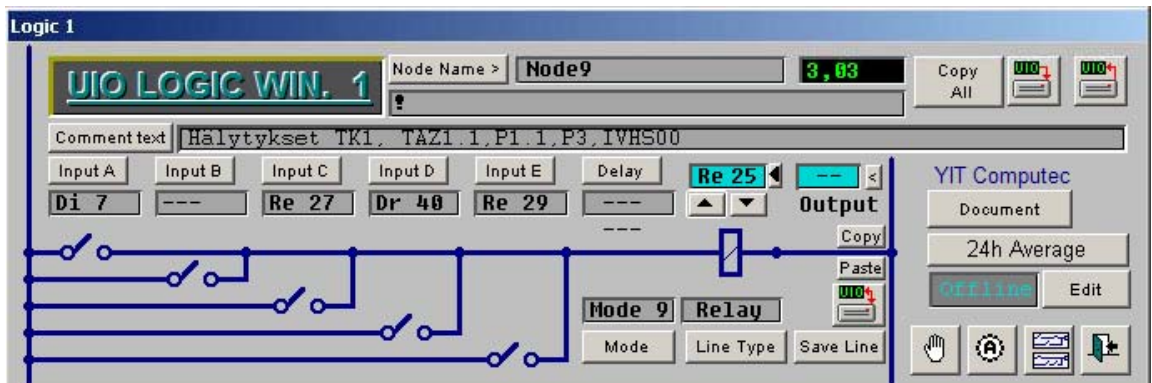 Logic 1
UIO LOGIC WIN. 1
Node Name >
Node9
3,03
Copy All
UIO
UIO
!
Comment text
Hälytykset TK1, TAZ1.1,P1.1,P3,IVHS00
Input A
Input B
Input C
Input D
Input E
Delay
Re 25
--
<
YIT Computec
Di 7
---
Re 27
Dr 40
Re 29
---
Output
Document
---
Copy
24h Average
Paste
Offline
Edit
UIO
Mode 9
Relay
Mode
Line Type
Save Line
A